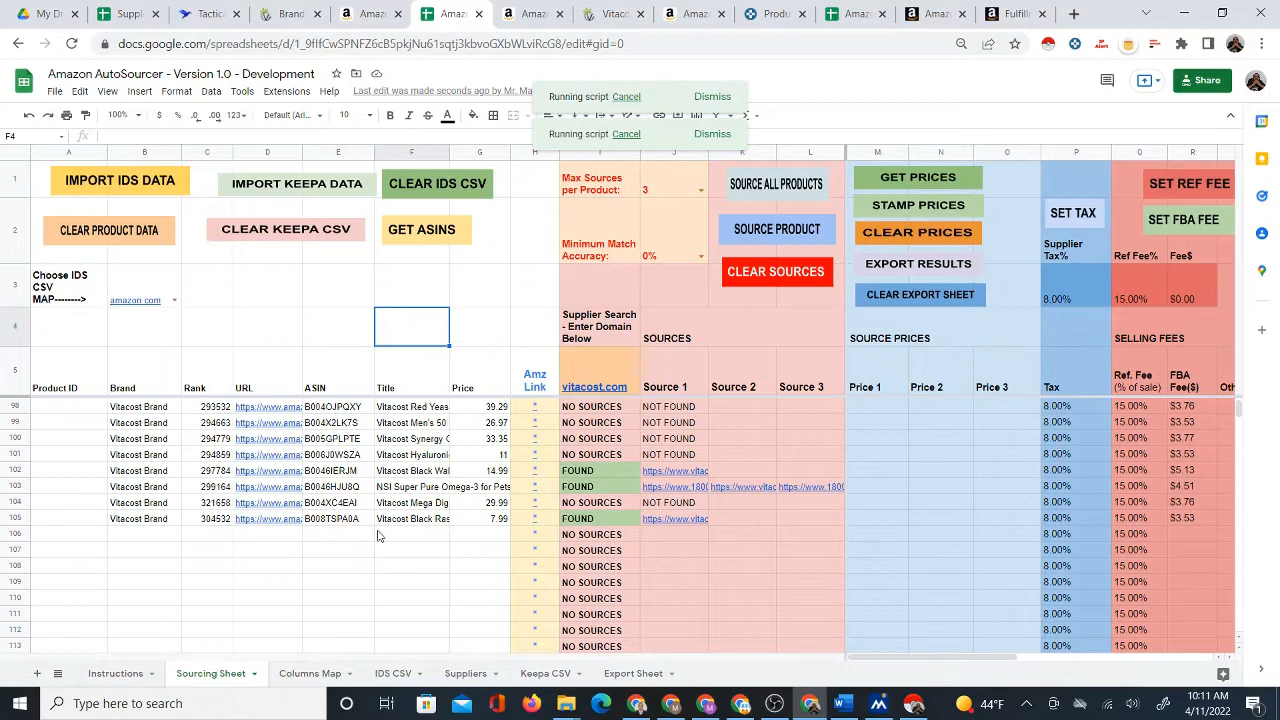 My Drive
Su
Tactic
Brand
Amaz
Amaz
Amaz
Vitaco
Amaz
Produ
Amaz
Amaz
Fulfill
docs.google.com/spreadsheets/d/1_9fIfCwSPNFZ6cB5
Amazon AutoSourcer - Version 1.0 - Development
Share
File Edit View Insert Format Data Tools Extensions Help Last edit was made seconds ago by Mr. Ma
Running script Cancel Dismiss
Running script Cancel Dismiss
100% $ % .0 .00 123 Default (Ari... 10 B I S A
F4 fx
A B C D E F G H I J K L M N O P Q R
1 IMPORT IDS DATA IMPORT KEEPA DATA CLEAR IDS CSV Max Sources per Product: 3 SOURCE ALL PRODUCTS GET PRICES STAMP PRICES SET REF FEE
2 CLEAR PRODUCT DATA CLEAR KEEPA CSV GET ASINS Minimum Match Accuracy: 0% SOURCE PRODUCT CLEAR PRICES SET TAX Supplier Tax% SET FBA FEE Ref Fee% Fee$
3 Choose IDS CSV MAP--------> amazon.com CLEAR SOURCES EXPORT RESULTS CLEAR EXPORT SHEET 8.00% 15.00% $0.00
4 Supplier Search - Enter Domain Below SOURCES SOURCE PRICES SELLING FEES
5 Product ID Brand Rank URL ASIN Title Price Amz Link vitacost.com Source 1 Source 2 Source 3 Price 1 Price 2 Price 3 Tax Ref. Fee (% of sale) FBA Fee($) Oth
98 Vitacost Brand 293532 https://www.ama B004OJPQXY Vitacost Red Yeas 39.29 * NO SOURCES NOT FOUND 8.00% 15.00% $3.76
99 Vitacost Brand 294663 https://www.ama B004X2LK7S Vitacost Men's 50 26.97 * NO SOURCES NOT FOUND 8.00% 15.00% $3.53
100 Vitacost Brand 294779 https://www.ama B005GPLPTE Vitacost Synergy C 33.35 * NO SOURCES NOT FOUND 8.00% 15.00% $3.77
101 Vitacost Brand 294859 https://www.ama B006J0WSZA Vitacost Hyaluroni 11 * NO SOURCES NOT FOUND 8.00% 15.00% $3.53
102 Vitacost Brand 297784 https://www.ama B0046IERJM Vitacost Black Wal 14.99 * FOUND https://www.vitac 8.00% 15.00% $5.13
103 Vitacost Brand 299164 https://www.ama B0046HJU8Q NSI Super Pure Omega-3 for Pets * FOUND https://www.1800 https://www.vitac https://www.1800 8.00% 15.00% $4.51
104 Vitacost Brand 321658 https://www.ama B004XC4EAI Vitacost Mega Dig 29.99 * NO SOURCES NOT FOUND 8.00% 15.00% $3.76
105 Vitacost Brand 304532 https://www.ama B008TSPA0A Vitacost Black Ras 7.99 * FOUND https://www.vitac 8.00% 15.00% $3.53
106 * NO SOURCES 8.00% 15.00%
107 * NO SOURCES 8.00% 15.00%
108 * NO SOURCES 8.00% 15.00%
109 * NO SOURCES 8.00% 15.00%
110 * NO SOURCES 8.00% 15.00%
111 * NO SOURCES 8.00% 15.00%
112 * NO SOURCES 8.00% 15.00%
113 * NO SOURCES 8.00% 15.00%
Instructions Sourcing Sheet Columns Map IDS CSV Suppliers Keepa CSV Export Sheet
Type here to search
44°F
10:11 AM
4/11/2022